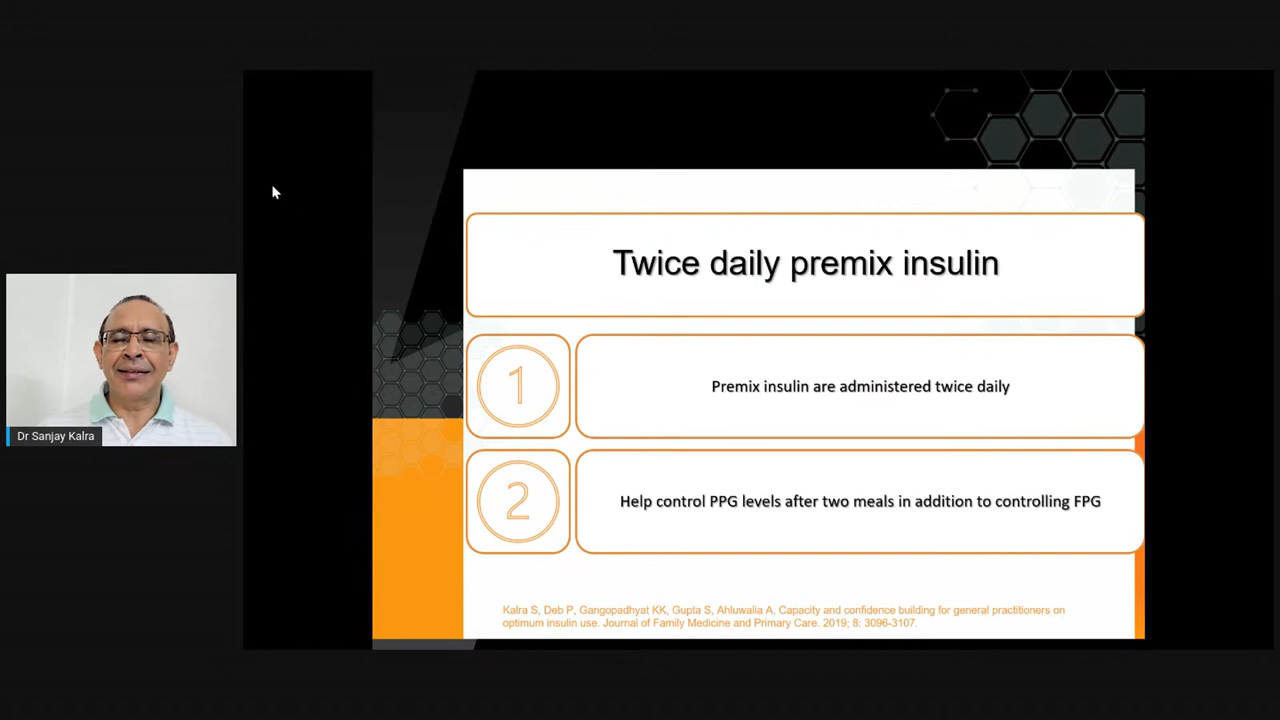 Twice daily premix insulin
1
Premix insulin are administered twice daily
2
Help control PPG levels after two meals in addition to controlling FPG
Kalra S, Deb P, Gangopadhyat KK, Gupta S, Ahluwalia A. Capacity and confidence building for general practitioners on
optimum insulin use. Journal of Family Medicine and Primary Care. 2019; 8: 3096-3107.
Dr Sanjay Kalra